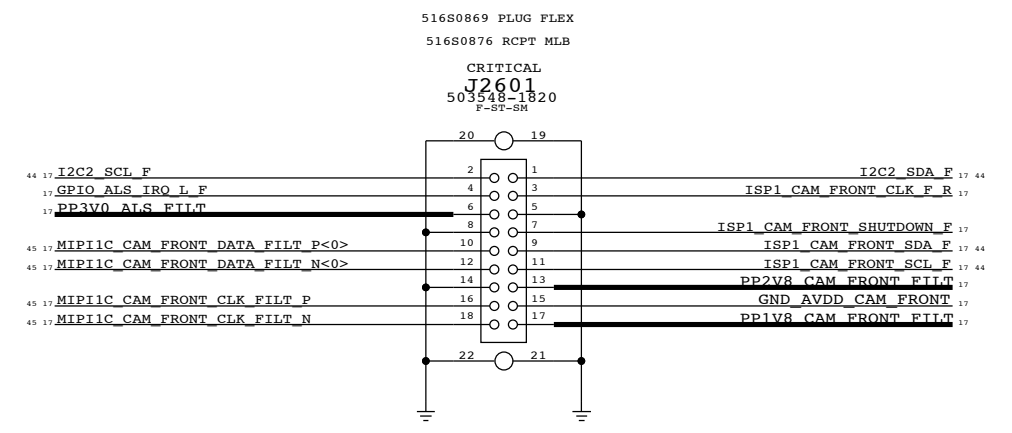 516S0869 PLUG FLEX
516S0876 RCPT MLB
CRITICAL
J2601
503548-1820
F-ST-SM
20 19
44 17 I2C2_SCL_F 2 1 I2C2_SDA_F 17 44
17 GPIO_ALS_IRQ_L_F 4 3 ISP1_CAM_FRONT_CLK_F_R 17
17 PP3V0_ALS_FILT 6 5
8 7 ISP1_CAM_FRONT_SHUTDOWN_F 17
45 17 MIPI1C_CAM_FRONT_DATA_FILT_P<0> 10 9 ISP1_CAM_FRONT_SDA_F 17 44
45 17 MIPI1C_CAM_FRONT_DATA_FILT_N<0> 12 11 ISP1_CAM_FRONT_SCL_F 17 44
14 13 PP2V8_CAM_FRONT_FILT 17
45 17 MIPI1C_CAM_FRONT_CLK_FILT_P 16 15 GND_AVDD_CAM_FRONT 17
45 17 MIPI1C_CAM_FRONT_CLK_FILT_N 18 17 PP1V8_CAM_FRONT_FILT 17
22 21